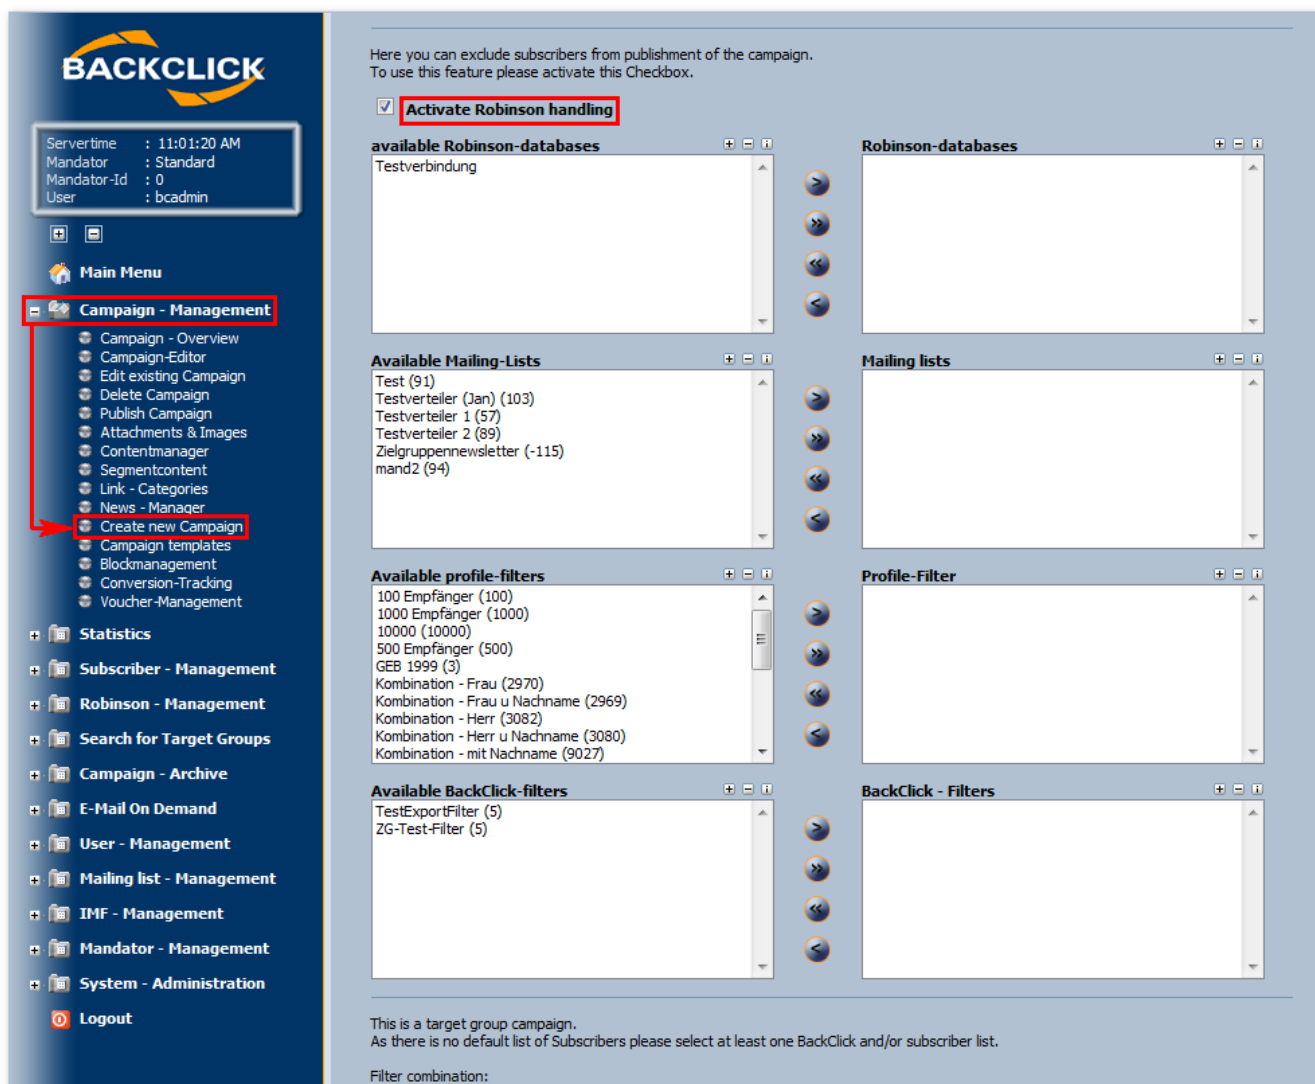 BACKCLICK
Servertime : 11:01:20 AM
Mandator : Standard
Mandator-Id : 0
User : bcadmin
Main Menu
Campaign - Management
Campaign - Overview
Campaign-Editor
Edit existing Campaign
Delete Campaign
Publish Campaign
Attachments & Images
Contentmanager
Segmentcontent
Link - Categories
News - Manager
Create new Campaign
Campaign templates
Blockmanagement
Conversion-Tracking
Voucher-Management
Statistics
Subscriber - Management
Robinson - Management
Search for Target Groups
Campaign - Archive
E-Mail On Demand
User - Management
Mailing list - Management
IMF - Management
Mandator - Management
System - Administration
Logout
Here you can exclude subscribers from publishment of the campaign.
To use this feature please activate this Checkbox.
Activate Robinson handling
available Robinson-databases
Testverbindung
Robinson-databases
Available Mailing-Lists
Test (91)
Testverteiler (Jan) (103)
Testverteiler 1 (57)
Testverteiler 2 (89)
Zielgruppennewsletter (-115)
mand2 (94)
Mailing lists
Available profile-filters
100 Empfänger (100)
1000 Empfänger (1000)
10000 (10000)
500 Empfänger (500)
GEB 1999 (3)
Kombination - Frau (2970)
Kombination - Frau u Nachname (2969)
Kombination - Herr (3082)
Kombination - Herr u Nachname (3080)
Kombination - mit Nachname (9027)
Profile-Filter
Available BackClick-filters
TestExportFilter (5)
ZG-Test-Filter (5)
BackClick - Filters
This is a target group campaign.
As there is no default list of Subscribers please select at least one BackClick and/or subscriber list.
Filter combination: